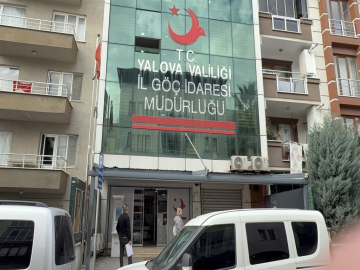 T.C.
YALOVA VALİLİĞİ
İL GÖÇ İDARESİ
MÜDÜRLÜĞÜ